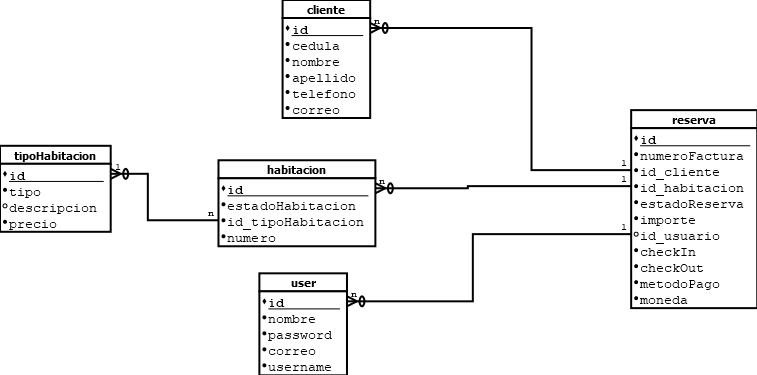 cliente
id
cedula
nombre
apellido
telefono
correo
n
reserva
id
numeroFactura
id_cliente
id_habitacion
estadoReserva
importe
id_usuario
checkIn
checkOut
metodoPago
moneda
1
1
1
tipoHabitacion
id
tipo
descripcion
precio
1
n
habitacion
id
estadoHabitacion
id_tipoHabitacion
numero
n
user
id
nombre
password
correo
username
n